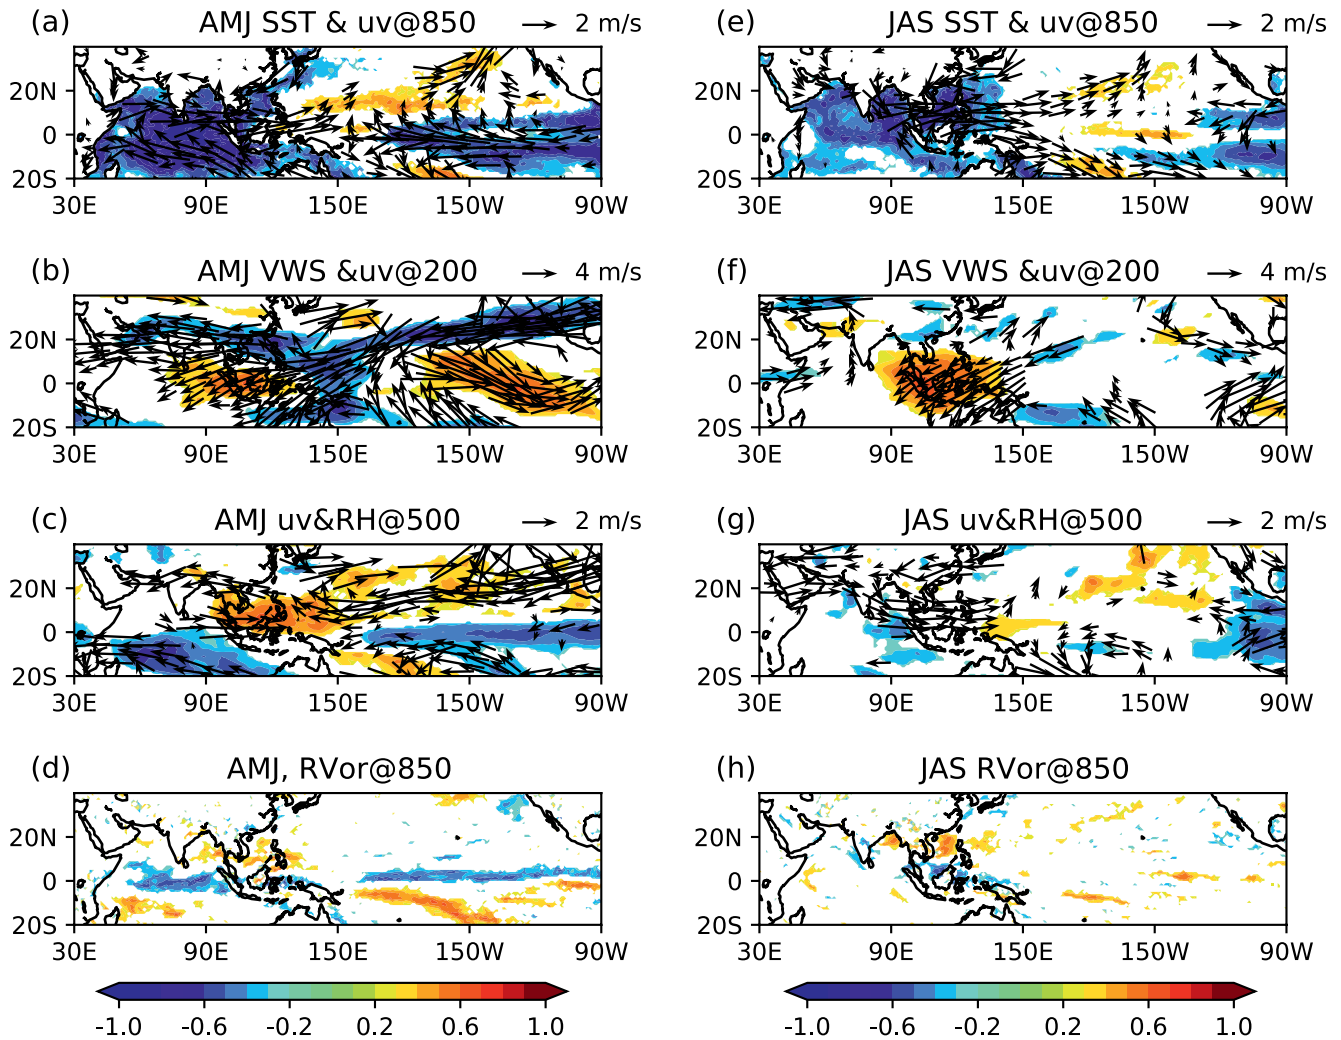 (a) AMJ SST & uv@850 2 m/s
20N
0
20S
30E 90E 150E 150W 90W
(e) JAS SST & uv@850 2 m/s
20N
0
20S
30E 90E 150E 150W 90W
(b) AMJ VWS &uv@200 4 m/s
20N
0
20S
30E 90E 150E 150W 90W
(f) JAS VWS &uv@200 4 m/s
20N
0
20S
30E 90E 150E 150W 90W
(c) AMJ uv&RH@500 2 m/s
20N
0
20S
30E 90E 150E 150W 90W
(g) JAS uv&RH@500 2 m/s
20N
0
20S
30E 90E 150E 150W 90W
(d) AMJ, RVor@850
20N
0
20S
30E 90E 150E 150W 90W
(h) JAS RVor@850
20N
0
20S
30E 90E 150E 150W 90W
-1.0 -0.6 -0.2 0.2 0.6 1.0
-1.0 -0.6 -0.2 0.2 0.6 1.0